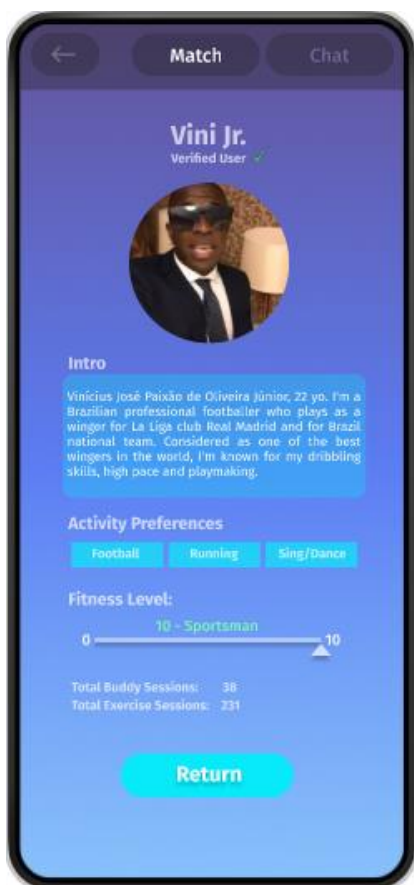 Match
Chat
Vini Jr.
Verified User
Intro
Vinícius José Paixão de Oliveira Júnior, 22 yo. I'm a
Brazilian professional footballer who plays as a
winger for La Liga club Real Madrid and for Brazil
national team. Considered as one of the best
wingers in the world, I'm known for my dribbling
skills, high pace and playmaking.
Activity Preferences
Football Running Sing/Dance
Fitness Level:
10 - Sportsman
0 10
Total Buddy Sessions: 38
Total Exercise Sessions: 231
Return